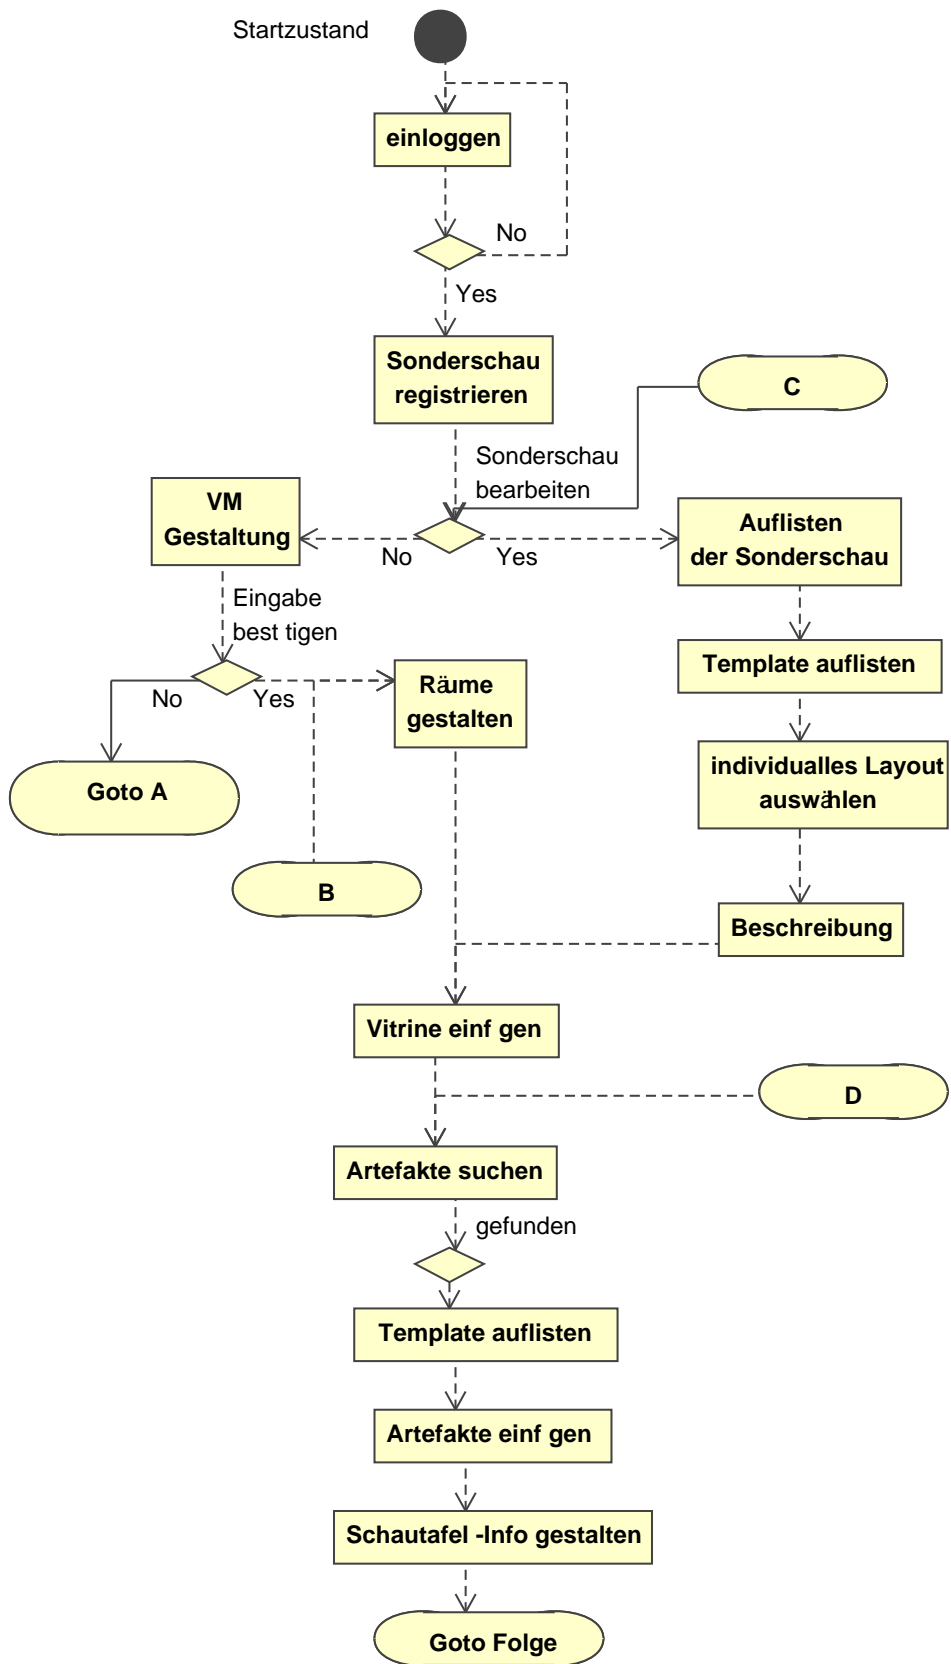 Startzustand
einloggen
No
Yes
Sonderschau
registrieren
C
Sonderschau
bearbeiten
VM
Gestaltung
No
Yes
Auflisten
der Sonderschau
Eingabe
best tigen
Template auflisten
No
Yes
Räume
gestalten
individualles Layout
auswählen
Goto A
B
Beschreibung
Vitrine einf gen
D
Artefakte suchen
gefunden
Template auflisten
Artefakte einf gen
Schautafel -Info gestalten
Goto Folge